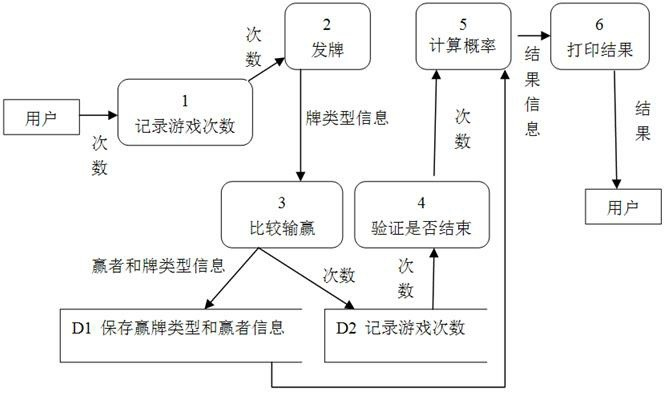 用户
次数
1
记录游戏次数
次数
2
发牌
牌类型信息
3
比较输赢
赢者和牌类型信息
次数
D1 保存赢牌类型和赢者信息
D2 记录游戏次数
次数
4
验证是否结束
次数
5
计算概率
结果信息
6
打印结果
结果
用户